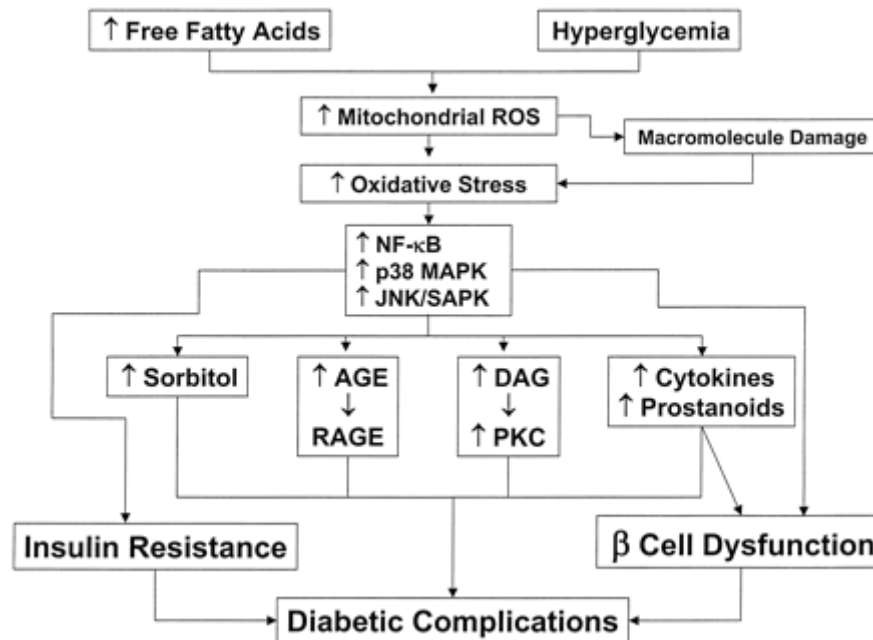 ↑ Free Fatty Acids
Hyperglycemia
↑ Mitochondrial ROS
Macromolecule Damage
↑ Oxidative Stress
↑ NF-κB
↑ p38 MAPK
↑ JNK/SAPK
↑ Sorbitol
↑ AGE
↓
RAGE
↑ DAG
↓
↑ PKC
↑ Cytokines
↑ Prostanoids
Insulin Resistance
β Cell Dysfunction
Diabetic Complications